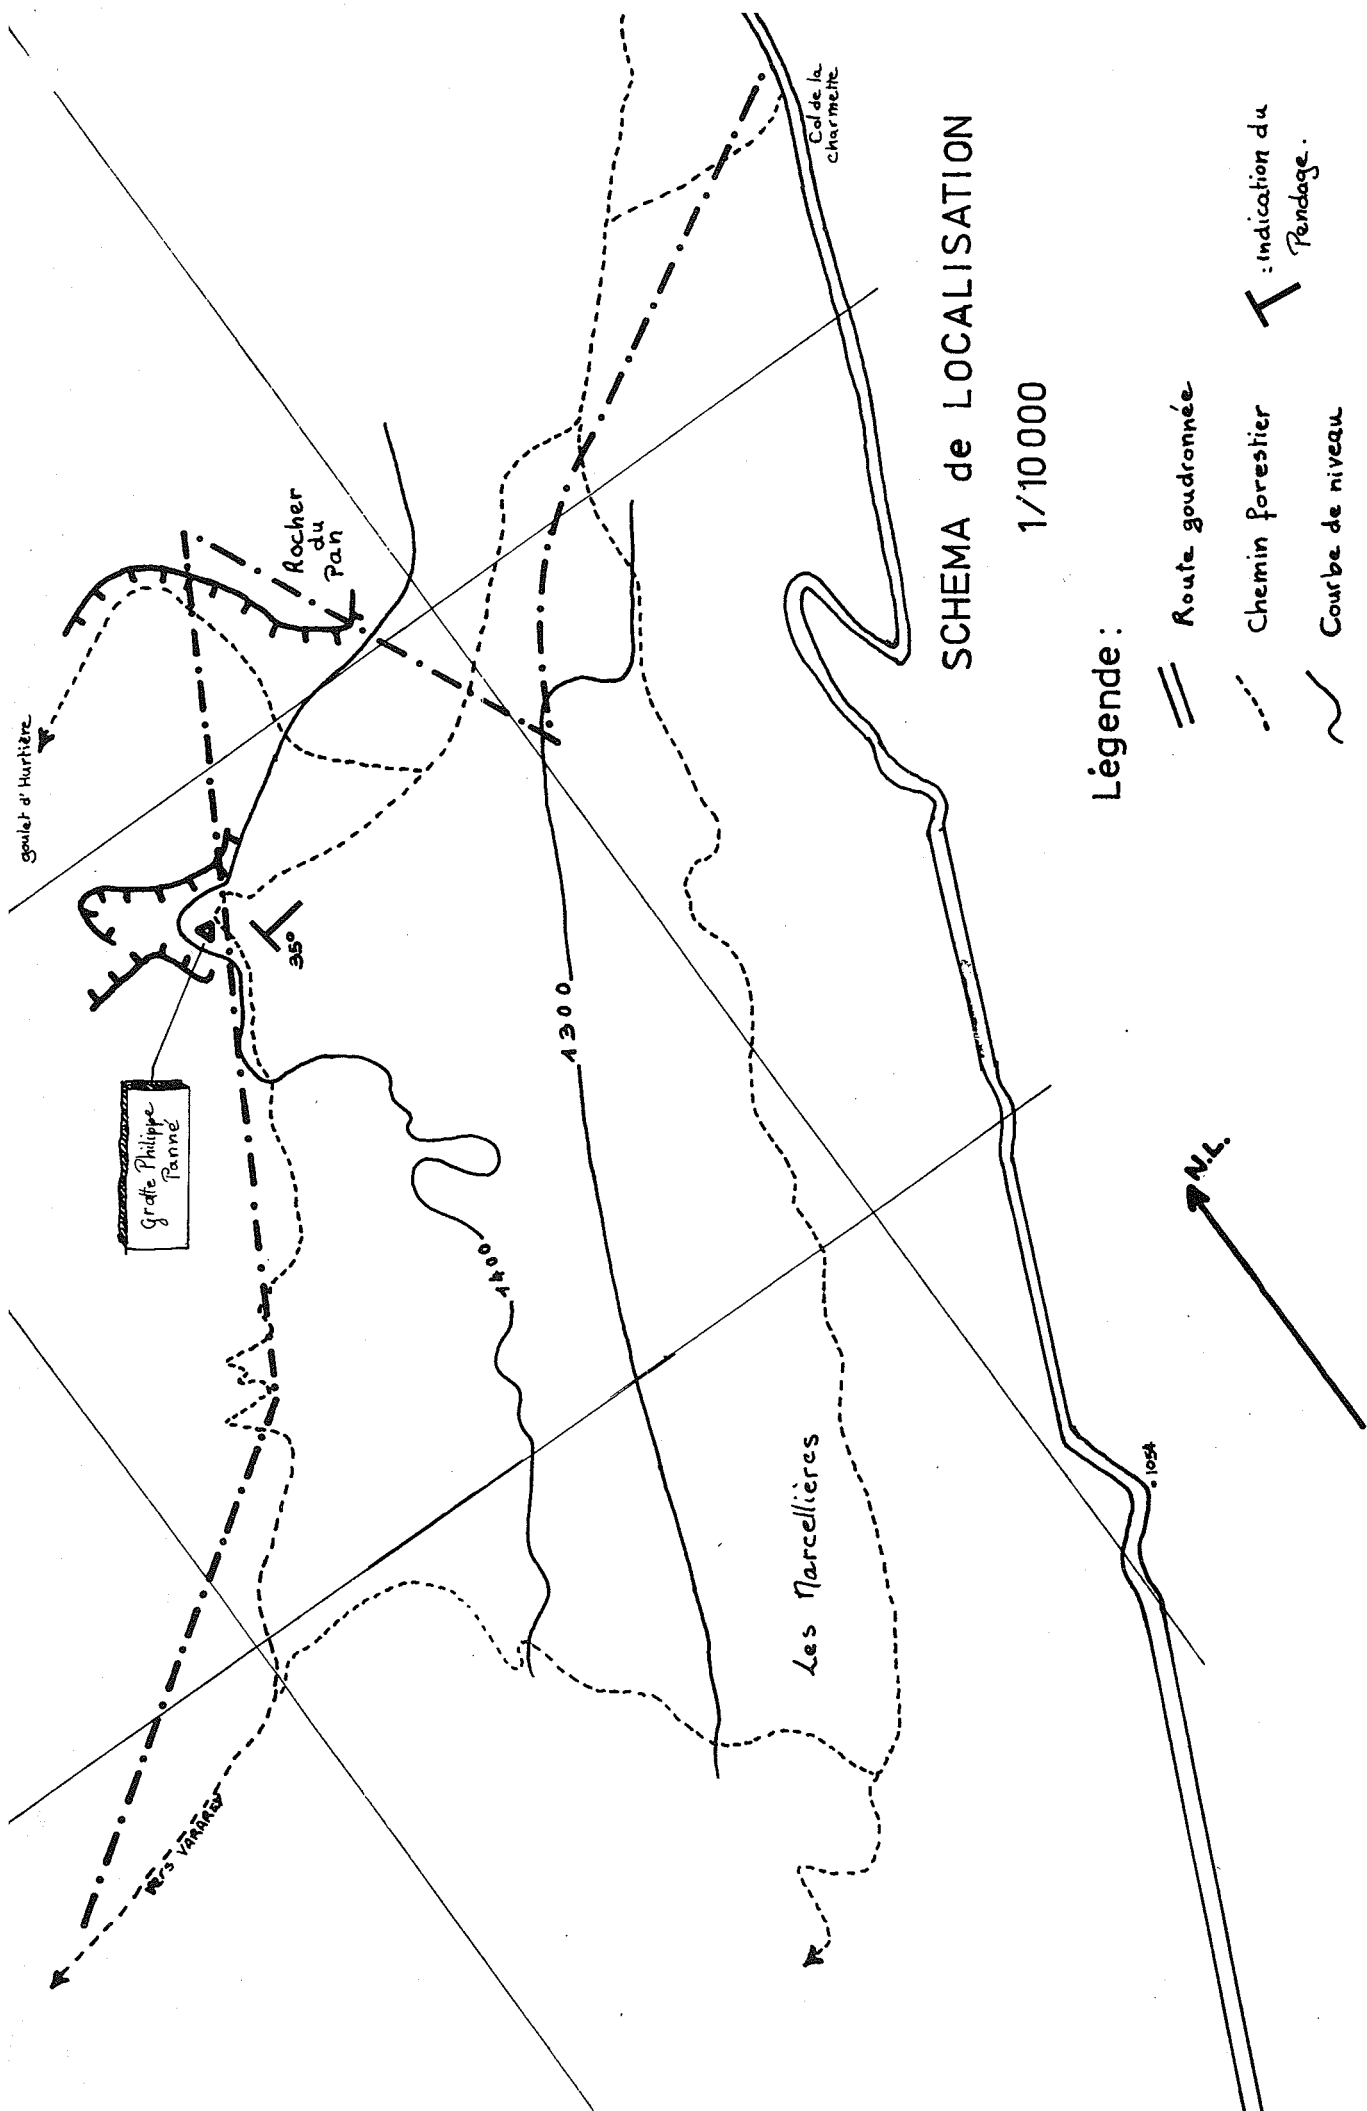 goulet d'Hurtière
Rocher
du
Pan
Col de la
charmette
Grotte Philippe
Panné
35°
1300
1400
vers VARAREY
Les Marcellières
.1054
N.L.
SCHEMA de LOCALISATION
1/10000
Légende :
Route goudronnée
Chemin forestier
Courbe de niveau
: indication du
Pendage.